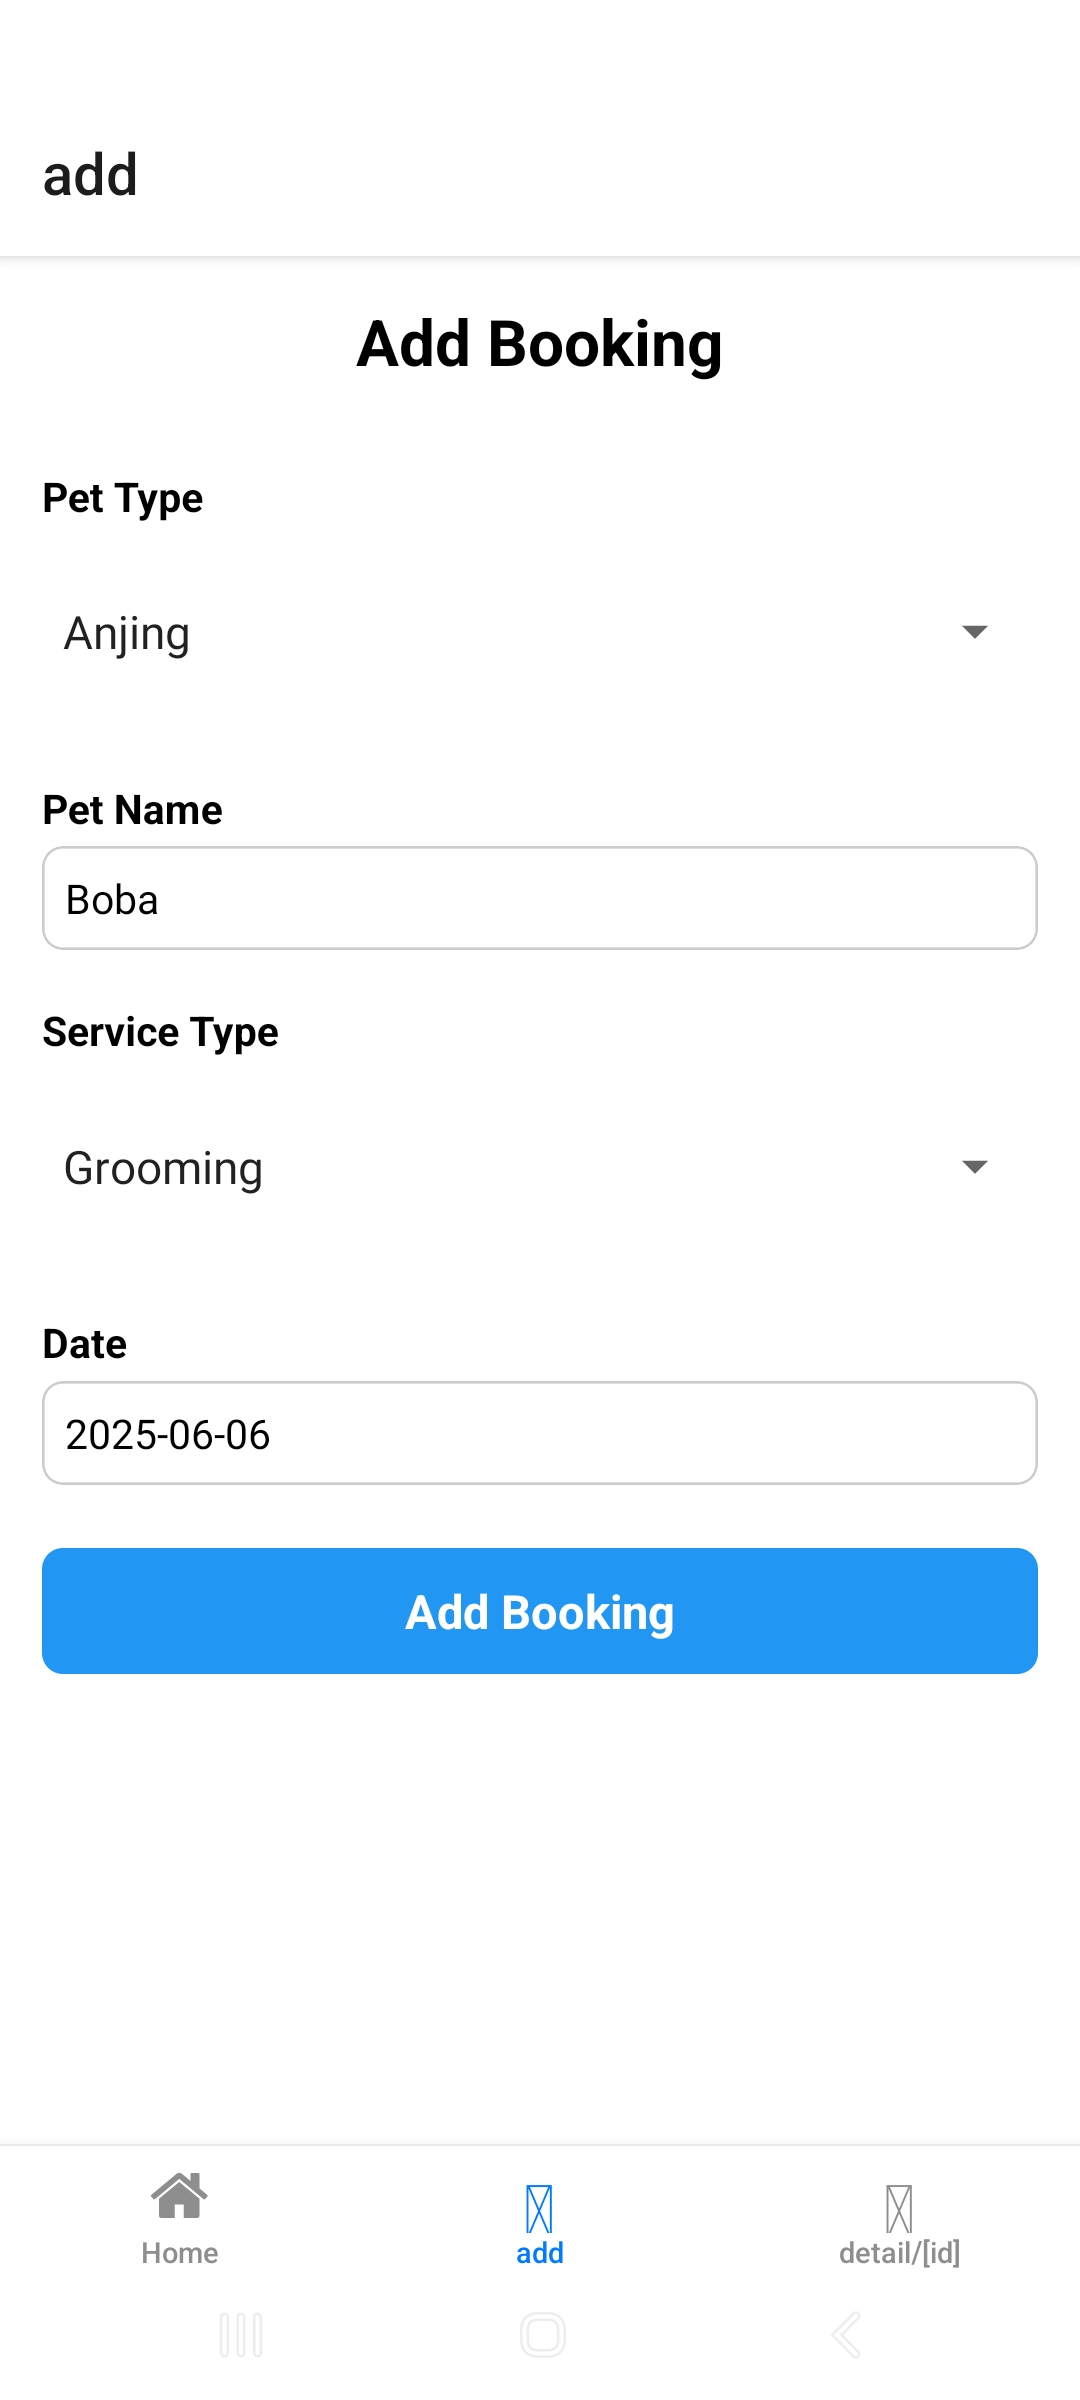 add
Add Booking
Pet Type
Anjing
Pet Name
Boba
Service Type
Grooming
Date
2025-06-06
Add Booking
Home
add
detail/[id]